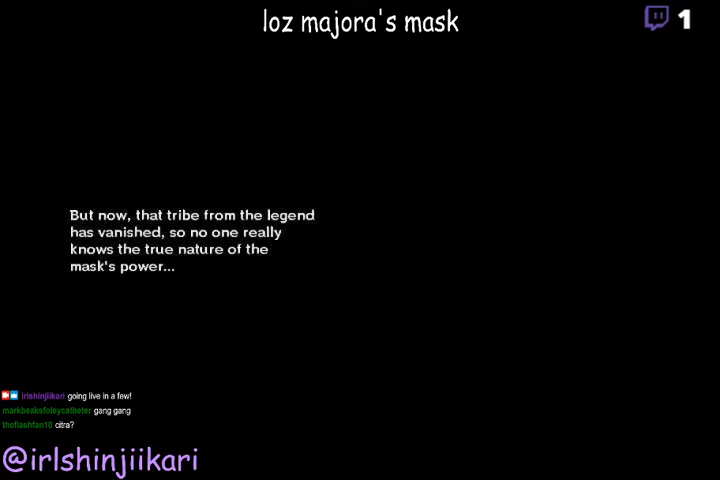 loz majora's mask
1
But now, that tribe from the legend
has vanished, so no one really
knows the true nature of the
mask's power...
irlshinjiikari going live in a few!
markbeaksfoleycatheter gang gang
theflashfan10 citra?
@irlshinjiikari